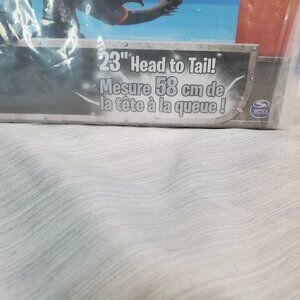 23" Head to Tail!
Mesure 58 cm de
la tête à la queue !